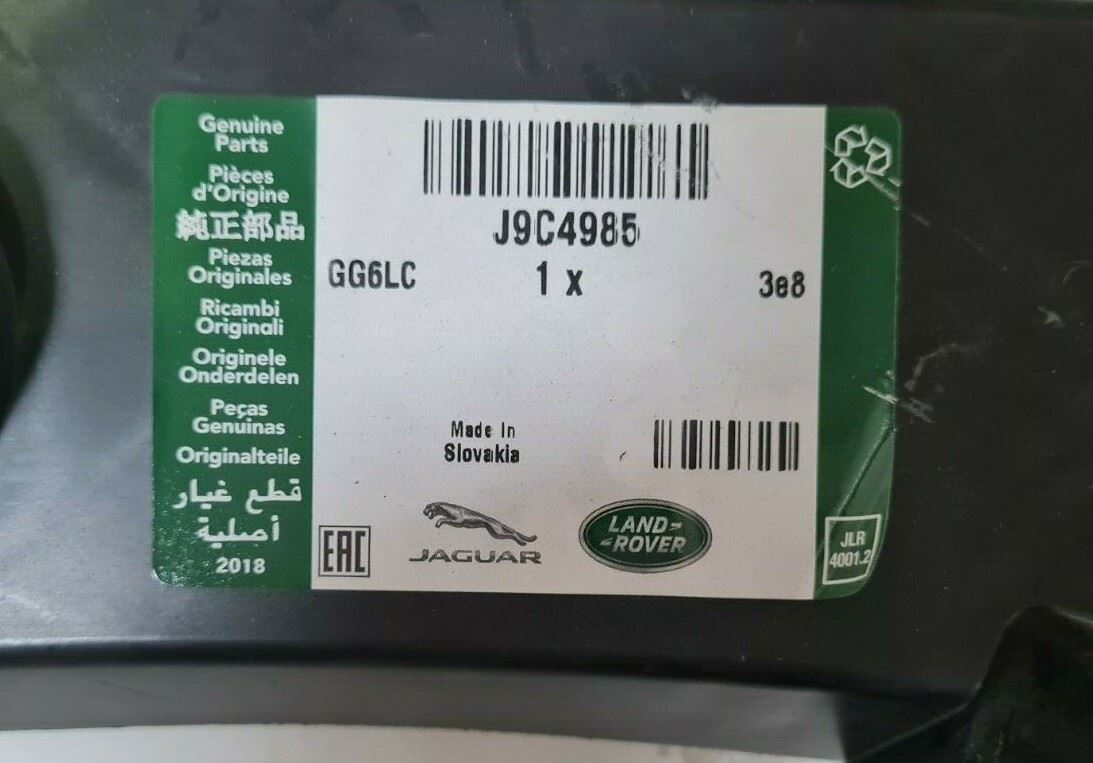 Genuine
Parts
Pièces
d'Origine
純正部品
Piezas
Originales
Ricambi
Originali
Originele
Onderdelen
Peças
Genuinas
Originalteile
قطع غيار
أصلية
2018
J9C4985
GG6LC 1 x 3e8
Made In
Slovakia
EAC
JAGUAR
LAND-
-ROVER
JLR
4001.2